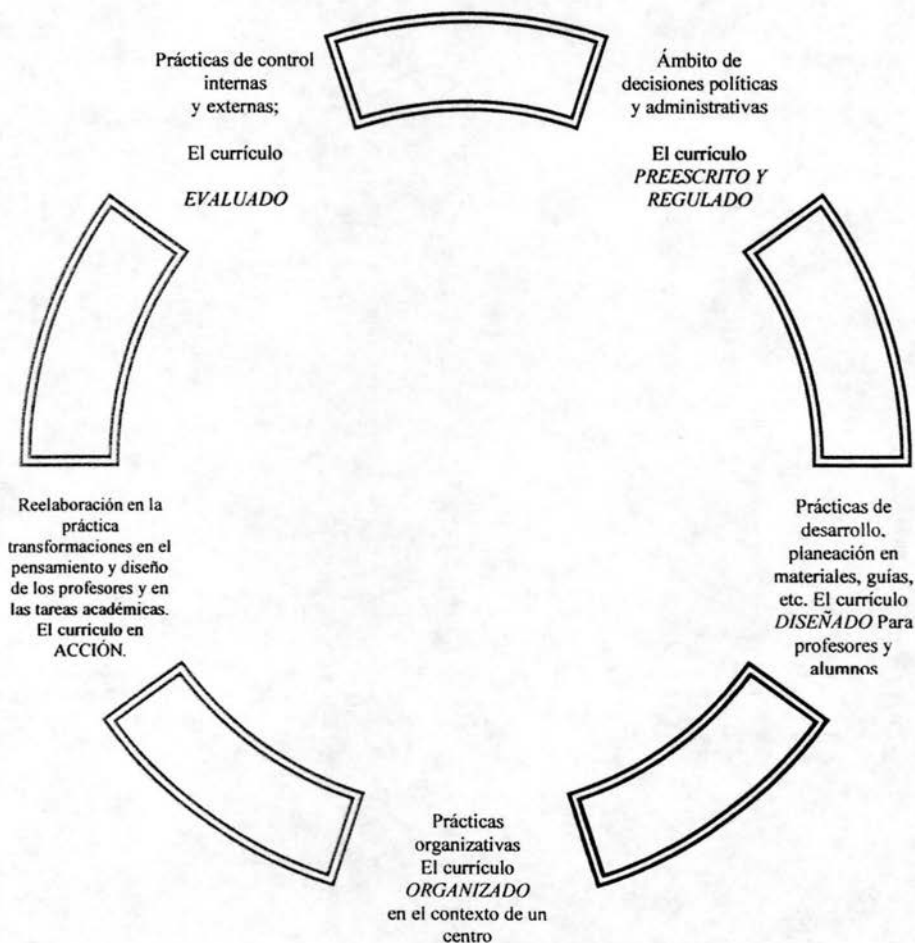 Prácticas de control
internas
y externas;
El currículo
EVALUADO
Ámbito de
decisiones políticas
y administrativas
El currículo
PREESCRITO Y
REGULADO
Reelaboración en la
práctica
transformaciones en el
pensamiento y diseño
de los profesores y en
las tareas académicas.
El currículo en
ACCIÓN.
Prácticas de
desarrollo,
planeación en
materiales, guías,
etc. El currículo
DISEÑADO Para
profesores y
alumnos
Prácticas
organizativas
El currículo
ORGANIZADO
en el contexto de un
centro